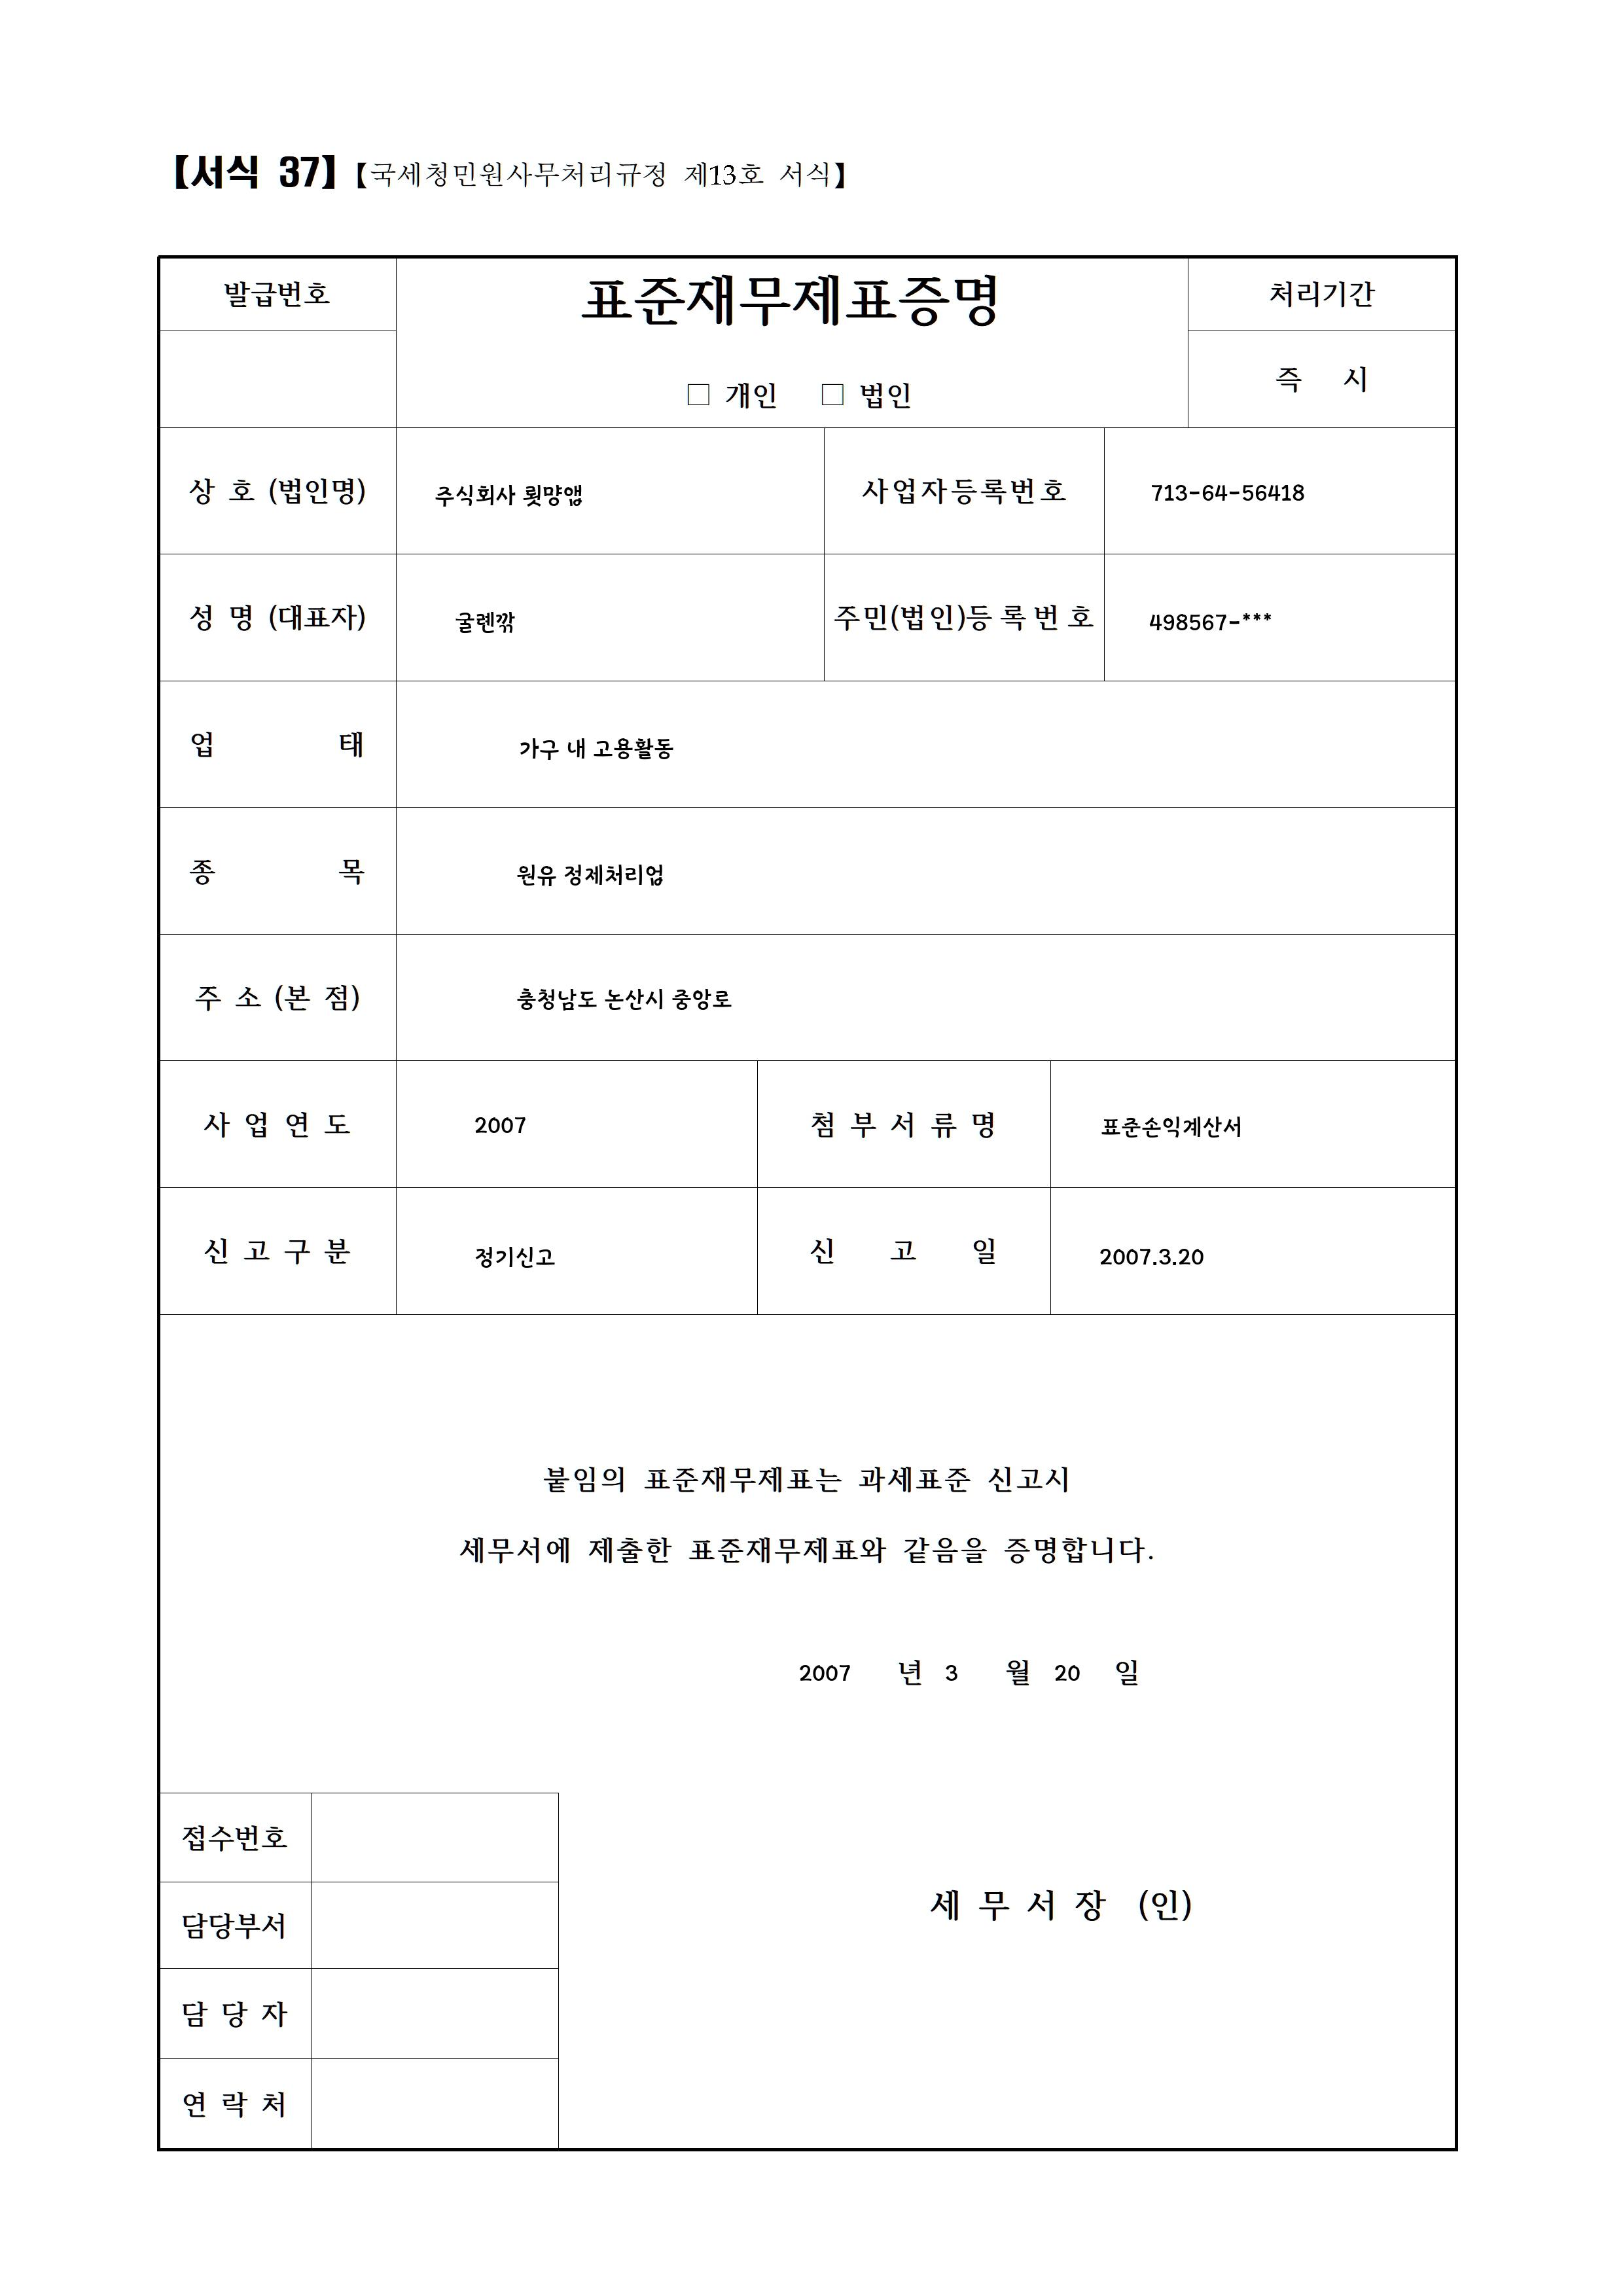 【서식 37】【국세청민원사무처리규정 제13호 서식】
발급번호
표준재무제표증명
처리기간
□ 개인 □ 법인
즉 시
상 호 (법인명)
주식회사 룃먕앱
사업자등록번호
713-64-56418
성 명 (대표자)
굴롄깎
주민(법인)등록번호
498567-***
업 태
가구 내 고용활동
종 목
원유 정제처리업
주 소 (본 점)
충청남도 논산시 중앙로
사 업 연 도
2007
첨 부 서 류 명
표준손익계산서
신 고 구 분
정기신고
신 고 일
2007.3.20
붙임의 표준재무제표는 과세표준 신고시
세무서에 제출한 표준재무제표와 같음을 증명합니다.
2007 년 3 월 20 일
접수번호
담당부서
세 무 서 장 (인)
담 당 자
연 락 처